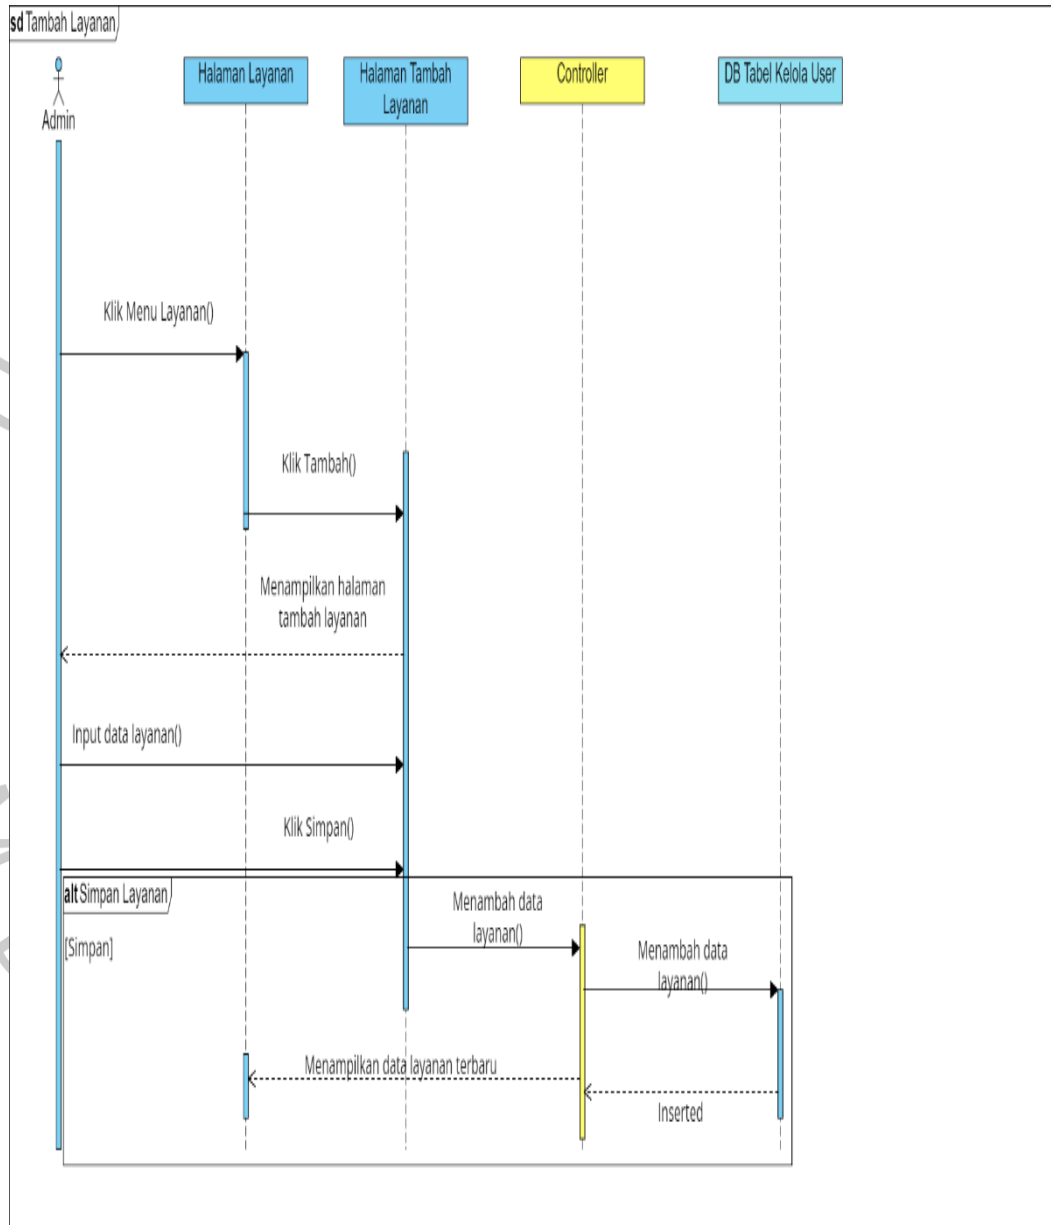 sd Tambah Layanan
Admin
Halaman Layanan
Halaman Tambah
Layanan
Controller
DB Tabel Kelola User
Klik Menu Layanan()
Klik Tambah()
Menampilkan halaman
tambah layanan
Input data layanan()
Klik Simpan()
alt Simpan Layanan
[Simpan]
Menambah data
layanan()
Menambah data
layanan()
Menampilkan data layanan terbaru
Inserted